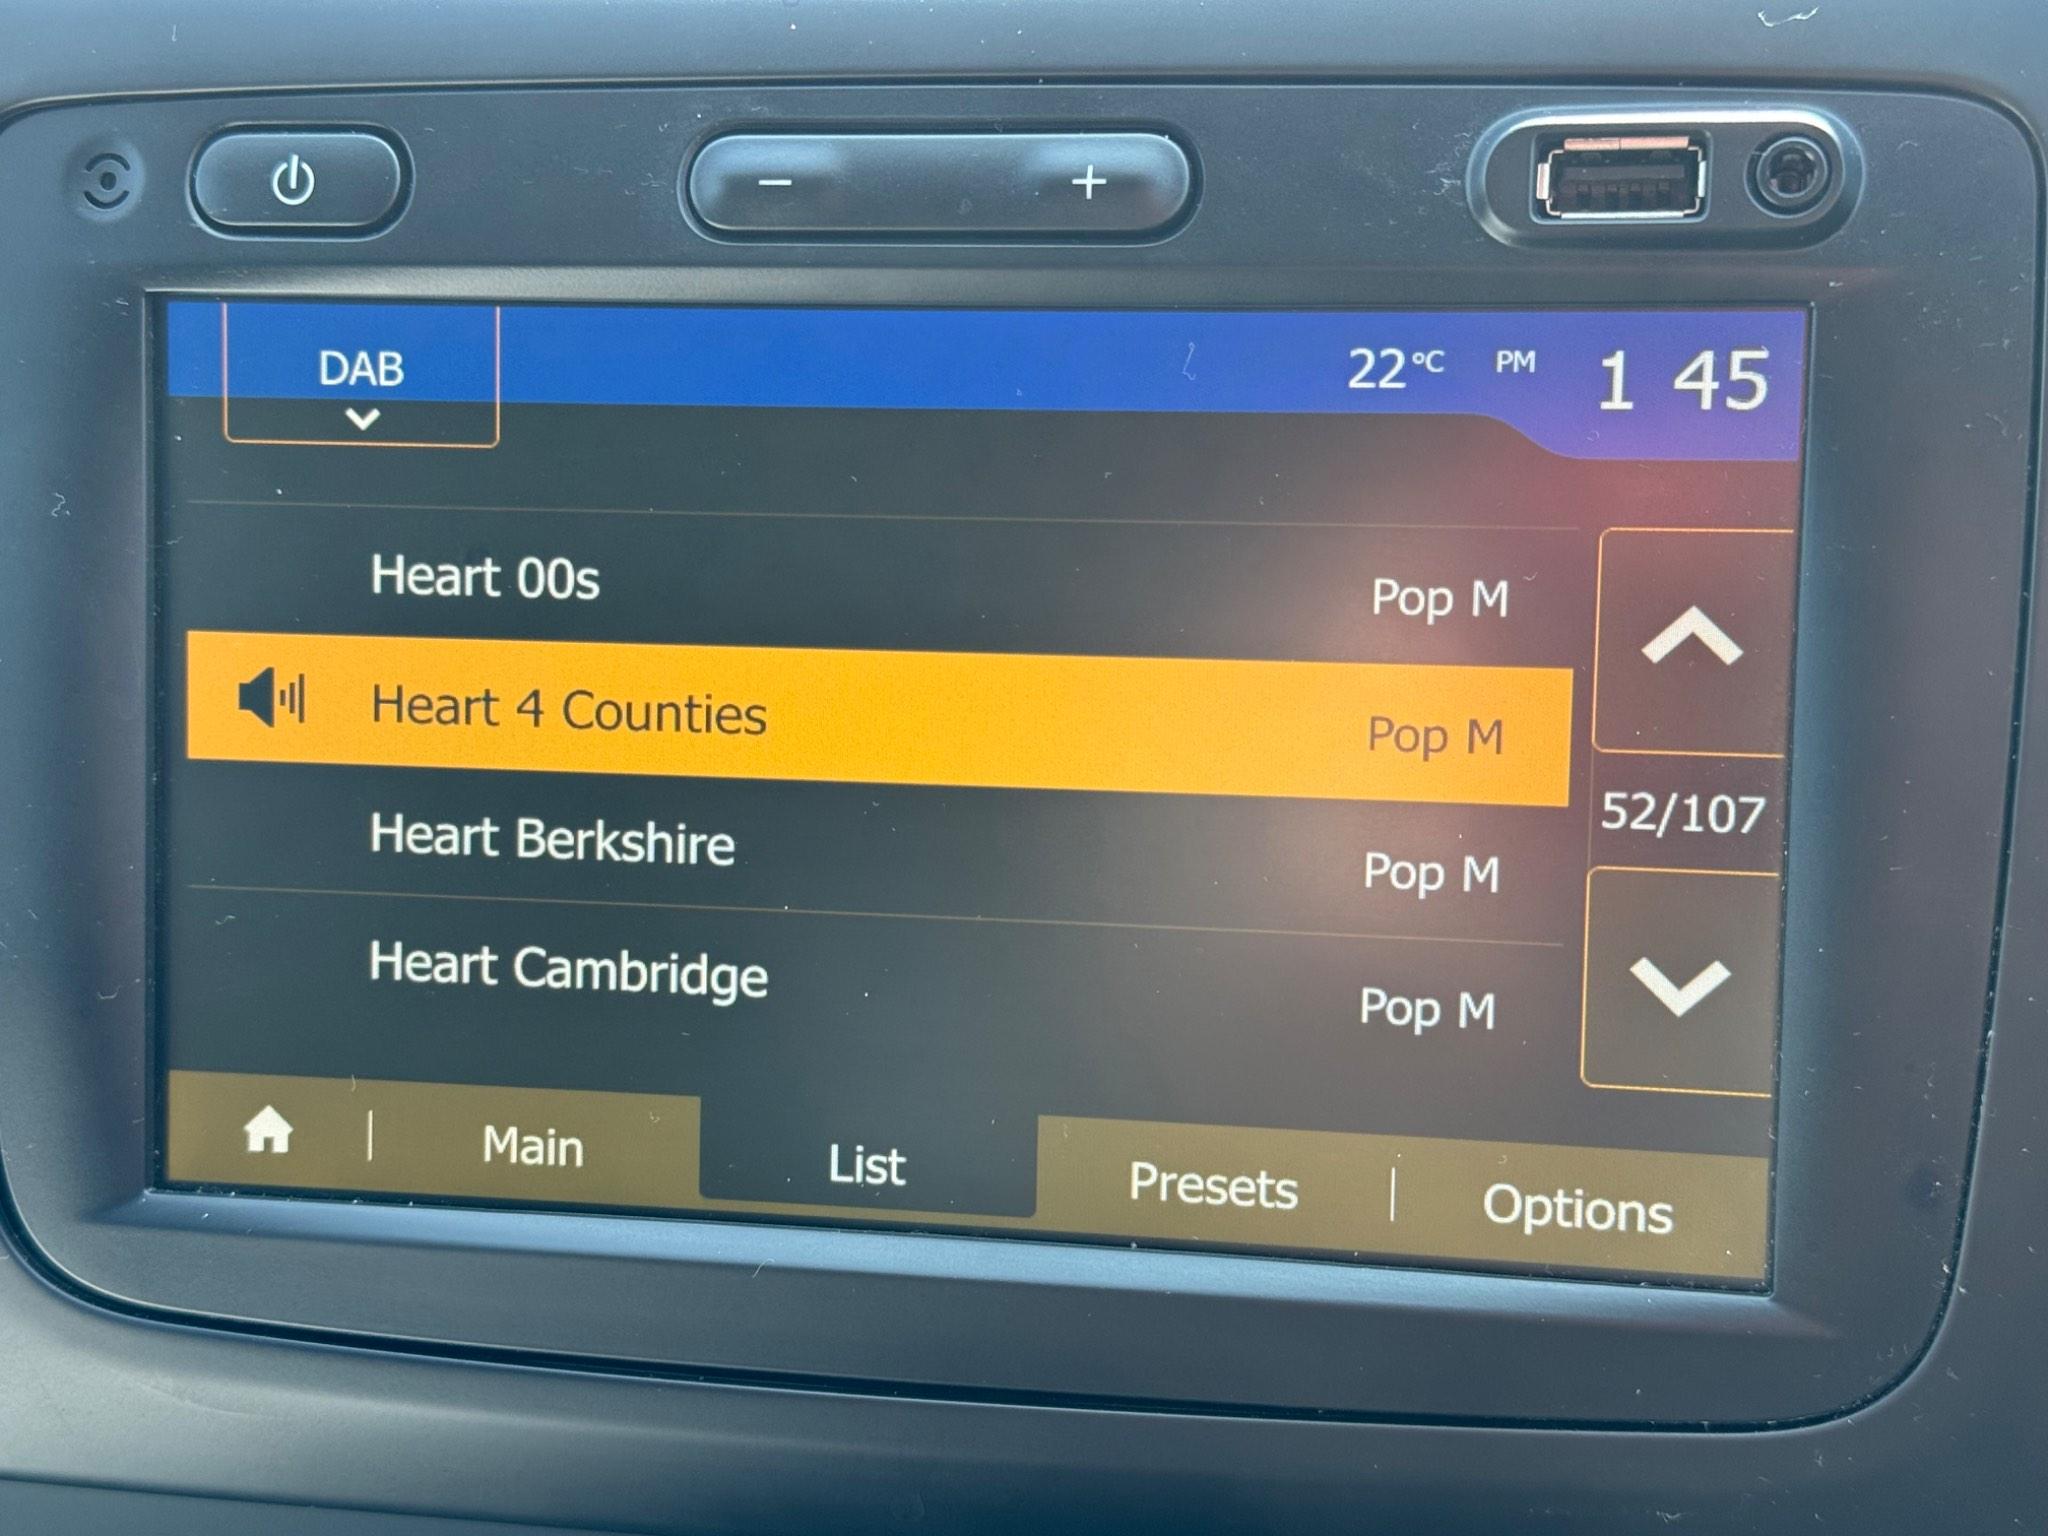 DAB 22°C PM 1 45
Heart 00s Pop M
Heart 4 Counties Pop M
52/107
Heart Berkshire Pop M
Heart Cambridge Pop M
Main List Presets Options